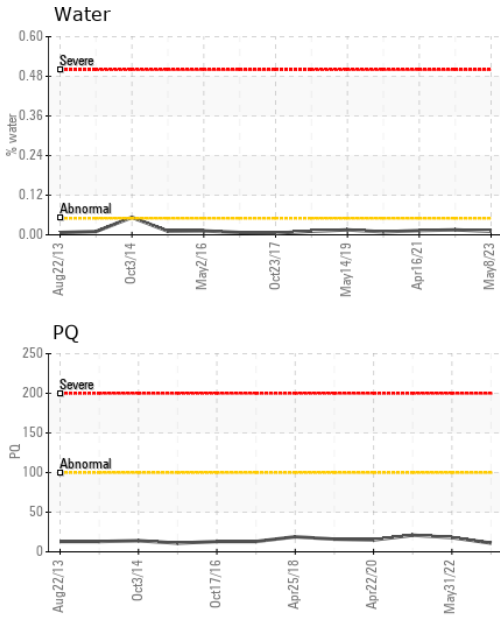 Water
0.60
Severe
0.48
0.36
% water
0.24
0.12
Abnormal
0.00
Aug22/13
Oct3/14
May2/16
Oct23/17
May14/19
Apr16/21
May8/23
PQ
250
Severe
200
150
PQ
Abnormal
100
50
0
Aug22/13
Oct3/14
Oct17/16
Apr25/18
Apr22/20
May31/22